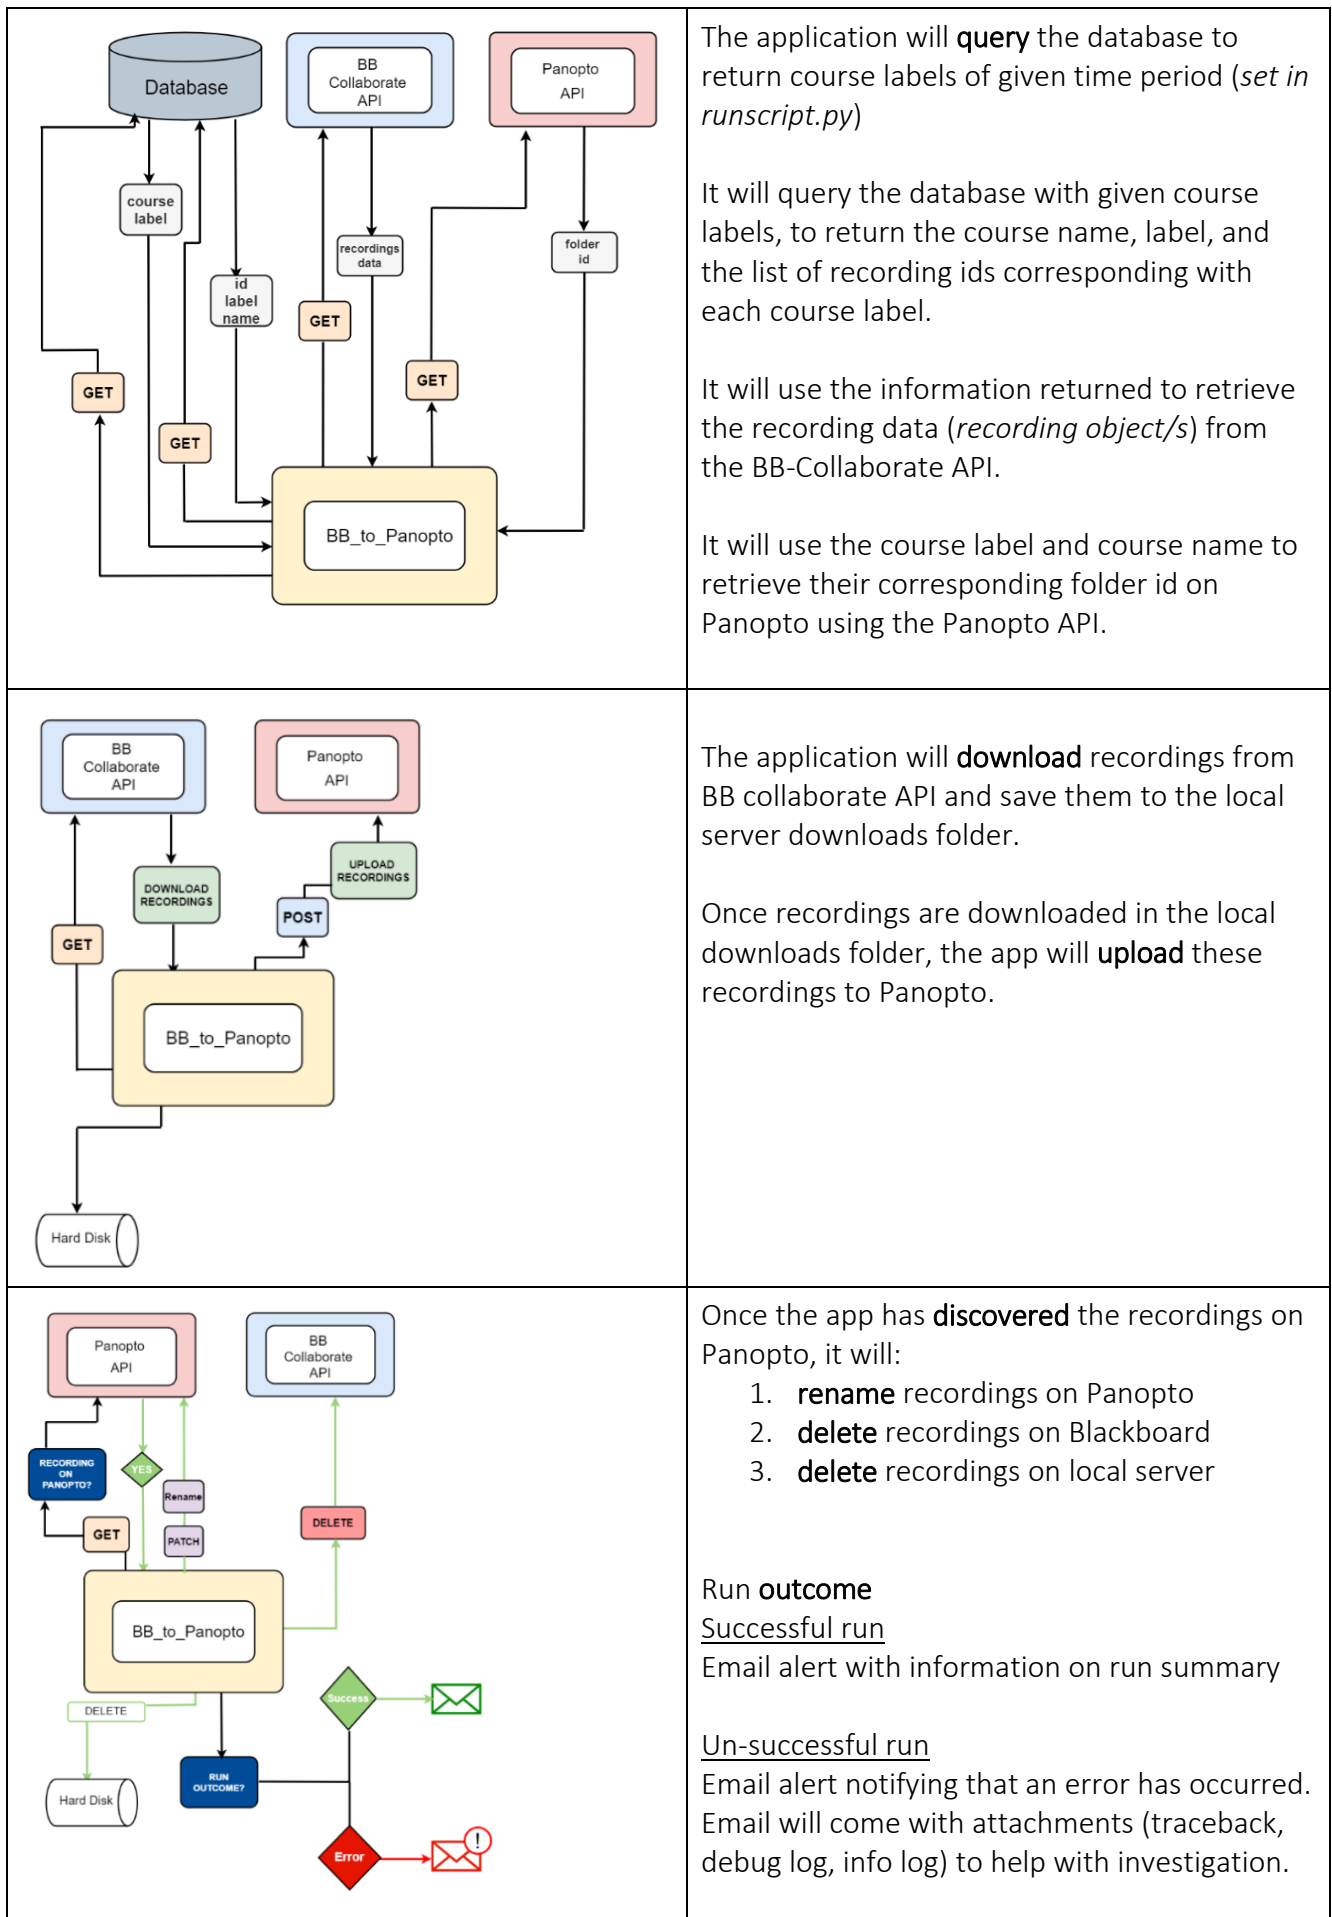 Database
BB
Collaborate
API
Panopto
API
course
label
recordings
data
folder
id
id
label
name
GET
GET
GET
GET
BB_to_Panopto
The application will query the database to
return course labels of given time period (set in
runscript.py)
It will query the database with given course
labels, to return the course name, label, and
the list of recording ids corresponding with
each course label.
It will use the information returned to retrieve
the recording data (recording object/s) from
the BB-Collaborate API.
It will use the course label and course name to
retrieve their corresponding folder id on
Panopto using the Panopto API.
BB
Collaborate
API
Panopto
API
DOWNLOAD
RECORDINGS
UPLOAD
RECORDINGS
POST
GET
BB_to_Panopto
Hard Disk
The application will download recordings from
BB collaborate API and save them to the local
server downloads folder.
Once recordings are downloaded in the local
downloads folder, the app will upload these
recordings to Panopto.
Panopto
API
BB
Collaborate
API
RECORDING
ON
PANOPTO?
YES
Rename
GET
PATCH
DELETE
BB_to_Panopto
DELETE
Success
RUN
OUTCOME?
Hard Disk
Error
!
Once the app has discovered the recordings on
Panopto, it will:
1. rename recordings on Panopto
2. delete recordings on Blackboard
3. delete recordings on local server
Run outcome
Successful run
Email alert with information on run summary
Un-successful run
Email alert notifying that an error has occurred.
Email will come with attachments (traceback,
debug log, info log) to help with investigation.